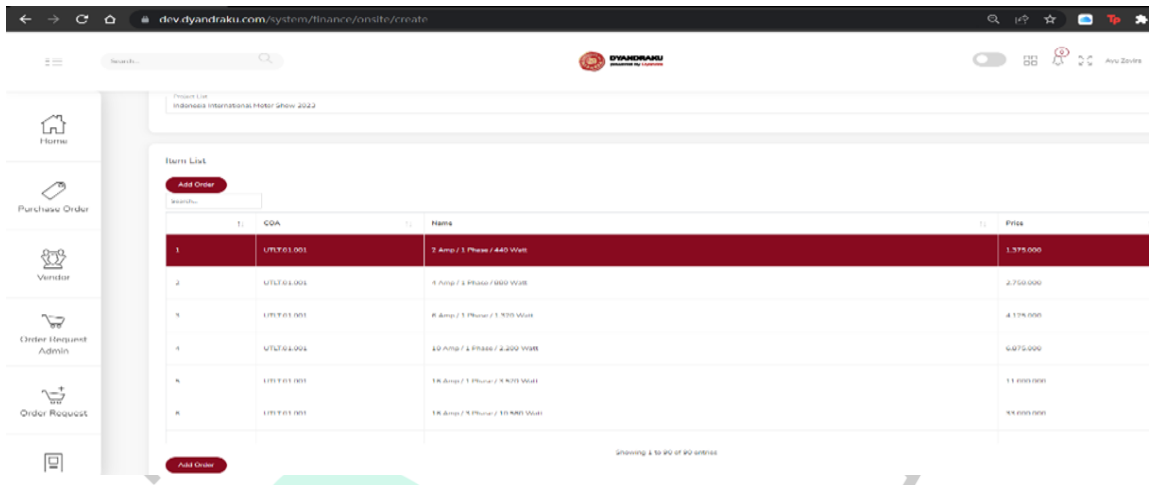 dev.dyandraku.com/system/finance/onsite/create
Search...
DYANDRAKU
Project List
Indonesia International Motor Show 2022
Home
Item List
Add Order
Search...
Purchase Order
COA Name Price
1 UTLT.01.001 2 Amp / 1 Phase / 440 Watt 1.375.000
Vendor
2 UTLT.01.001 4 Amp / 1 Phase / 880 Watt 2.750.000
3 UTLT.01.001 6 Amp / 1 Phase / 1.320 Watt 4.125.000
Order Request
Admin
4 UTLT.01.001 10 Amp / 1 Phase / 2.200 Watt 6.875.000
5 UTLT.01.001 16 Amp / 1 Phase / 3.520 Watt 11.000.000
Order Request
6 UTLT.01.001 16 Amp / 3 Phase / 10.560 Watt 33.000.000
Showing 1 to 90 of 90 entries
Add Order